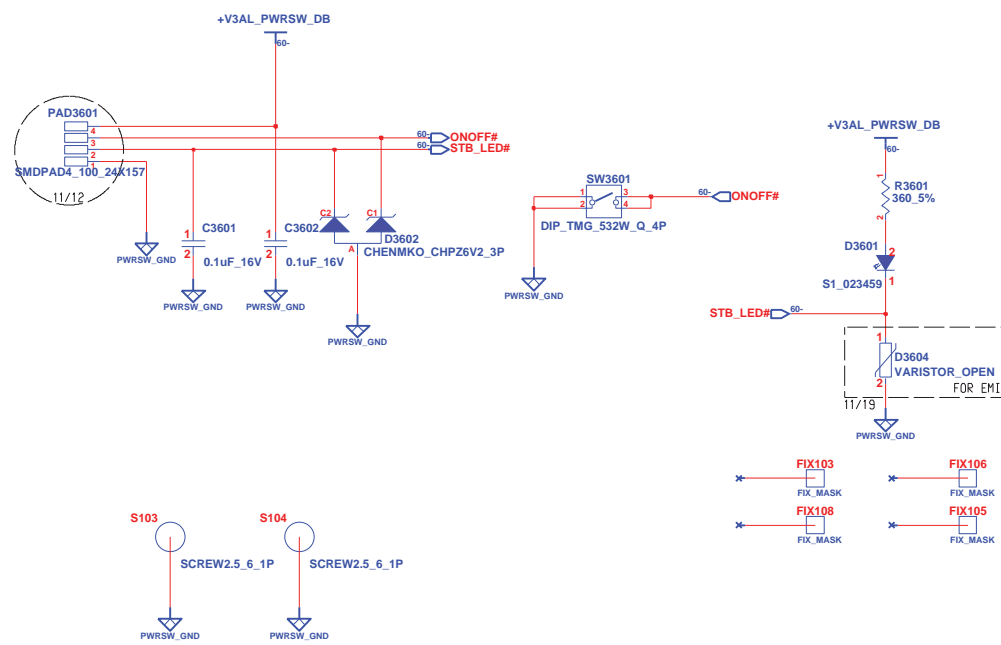 +V3AL_PWRSW_DB
60-
PAD3601
4
3
2
1
SMDPAD4_100_24X157
11/12
60- ONOFF#
60- STB_LED#
PWRSW_GND
1
C3601
2
0.1uF_16V
PWRSW_GND
1
C3602
2
0.1uF_16V
PWRSW_GND
C2
C1
A
D3602
CHENMKO_CHPZ6V2_3P
PWRSW_GND
SW3601
1
2
3
4
DIP_TMG_532W_Q_4P
60- ONOFF#
PWRSW_GND
+V3AL_PWRSW_DB
60-
1
R3601
360_5%
2
D3601
2
S1_023459
1
STB_LED# 60-
1
D3604
VARISTOR_OPEN
2
FOR EMI
11/19
PWRSW_GND
FIX103
FIX_MASK
FIX106
FIX_MASK
FIX108
FIX_MASK
FIX105
FIX_MASK
S103
SCREW2.5_6_1P
PWRSW_GND
S104
SCREW2.5_6_1P
PWRSW_GND